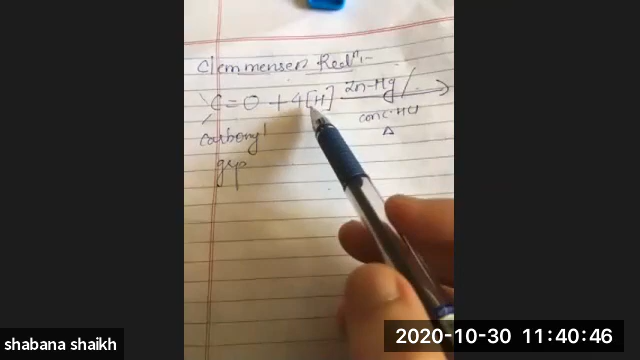 Clemmensen Redⁿ:-
C=O + 4[H] Zn-Hg/
conc. HCl
Δ
carbonyl
grp
shabana shaikh
2020-10-30 11:40:46